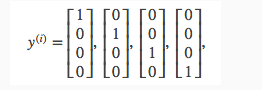 y⁽ⁱ⁾ = [1 0 0 0], [0 1 0 0], [0 0 1 0], [0 0 0 1],